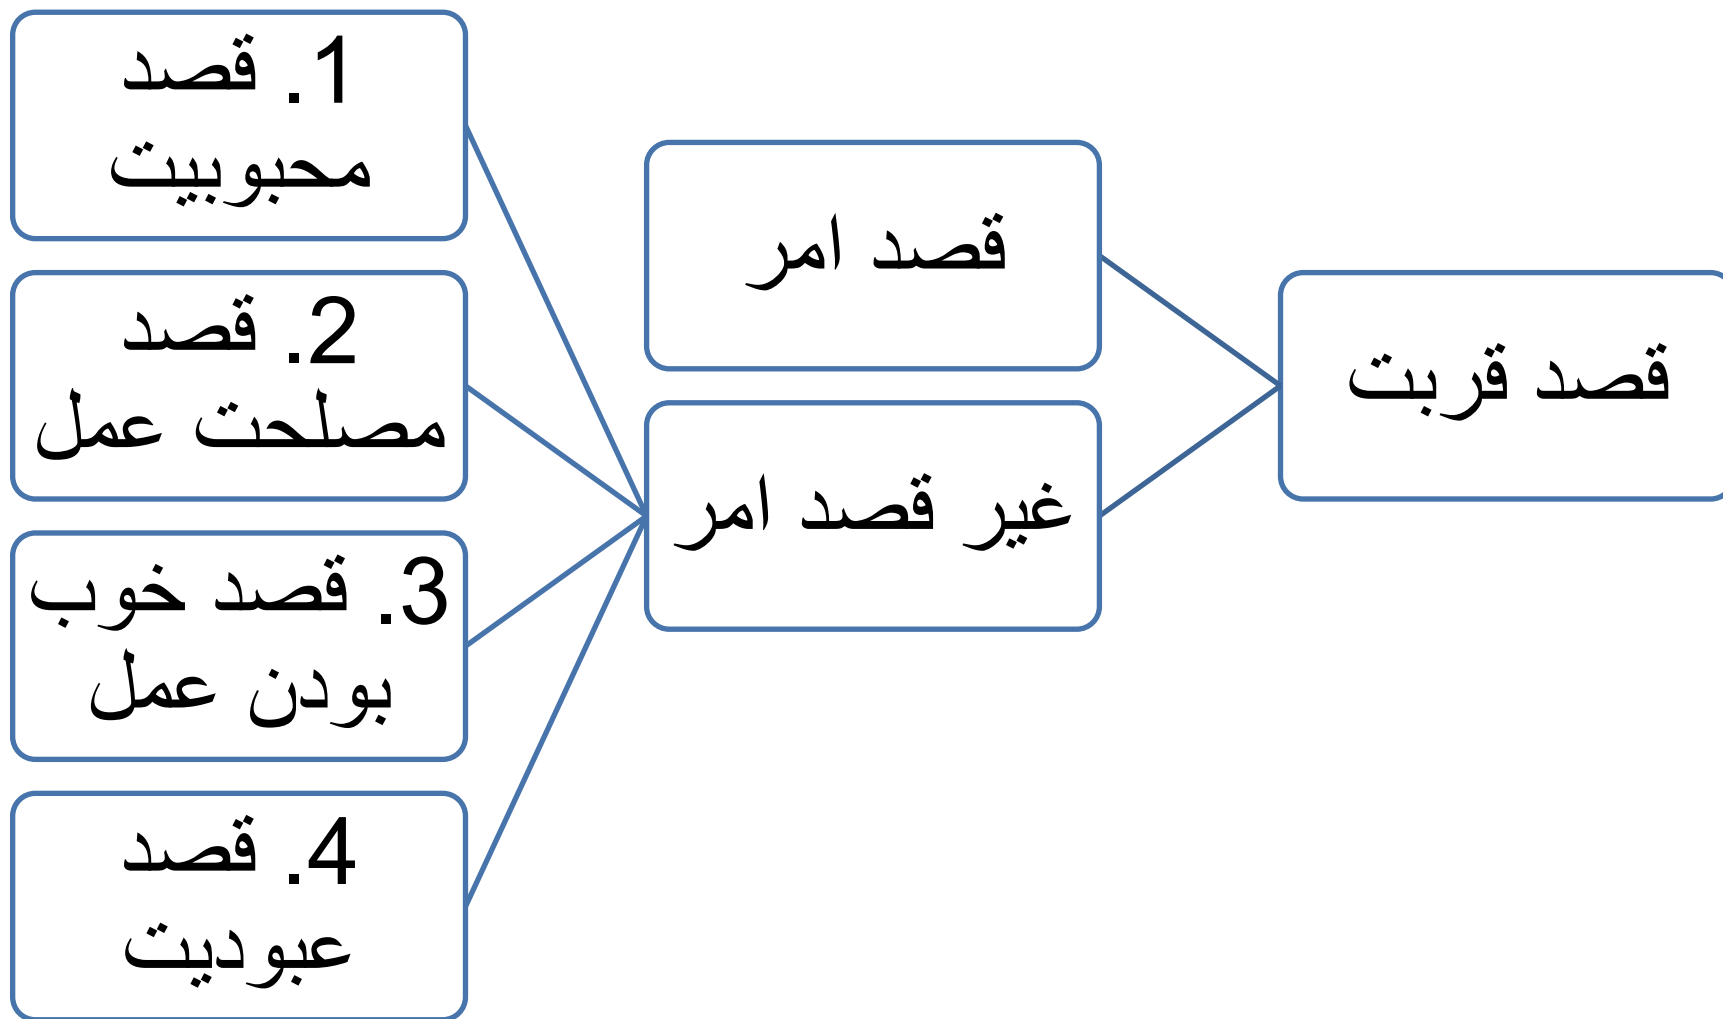 قصد قربت
قصد امر
غیر قصد امر
1. قصد
محبوبیت
2. قصد
مصلحت عمل
3. قصد خوب
بودن عمل
4. قصد
عبودیت